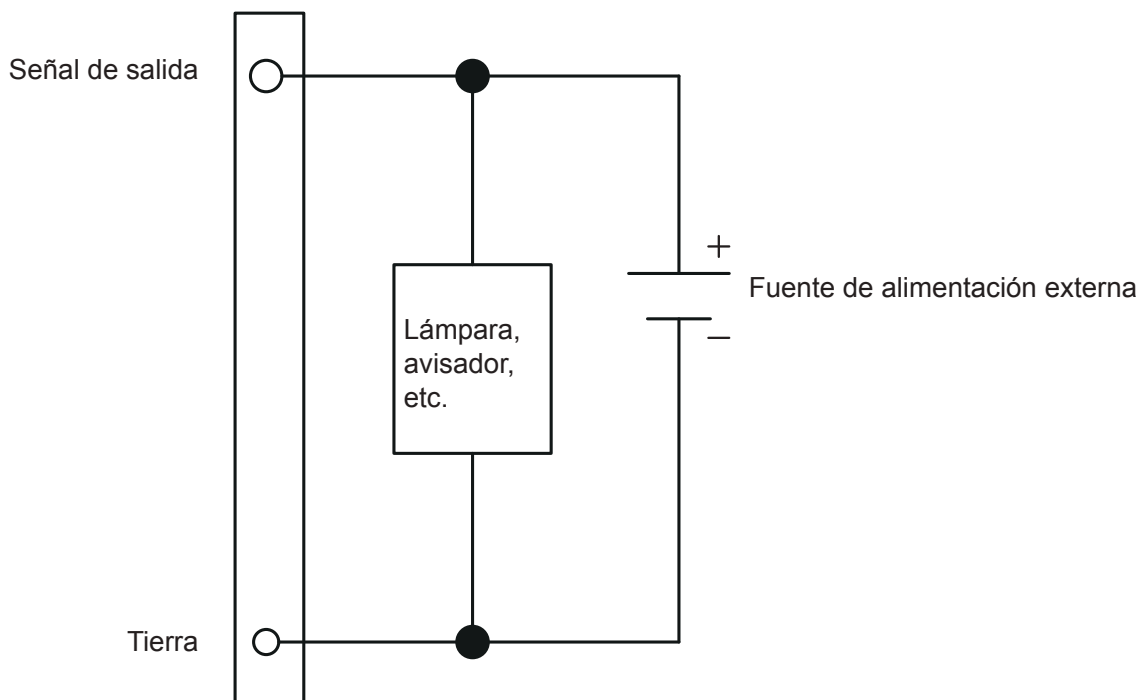 Señal de salida
+
Fuente de alimentación externa
Lámpara,
avisador,
etc.
−
Tierra